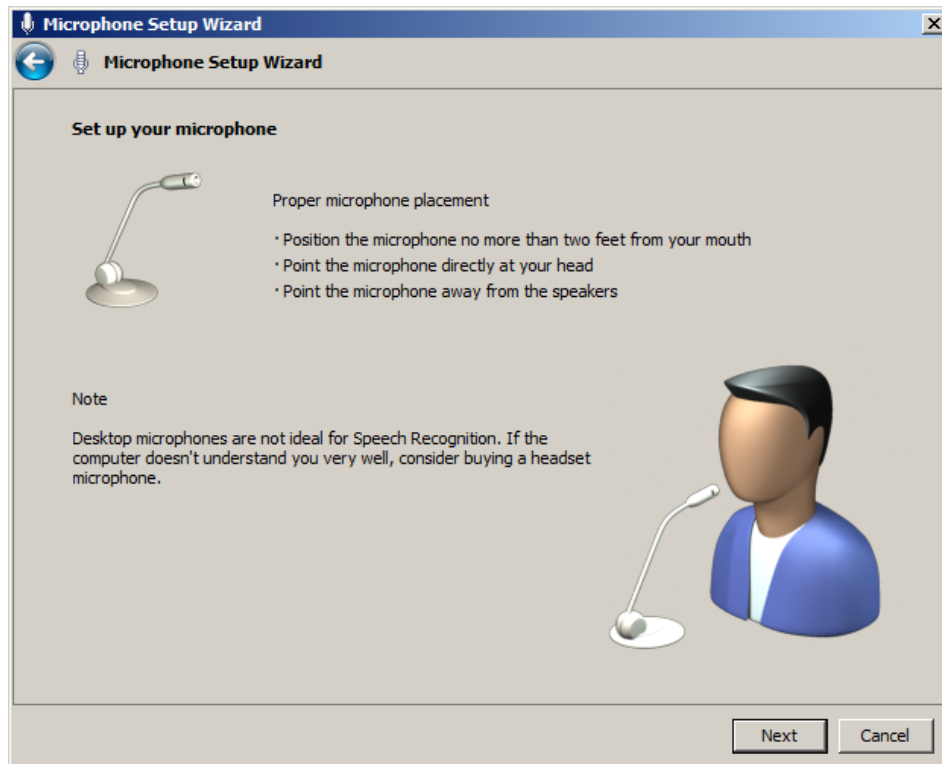 Microphone Setup Wizard
Microphone Setup Wizard
Set up your microphone
Proper microphone placement
· Position the microphone no more than two feet from your mouth
· Point the microphone directly at your head
· Point the microphone away from the speakers
Note
Desktop microphones are not ideal for Speech Recognition. If the
computer doesn't understand you very well, consider buying a headset
microphone.
Next
Cancel